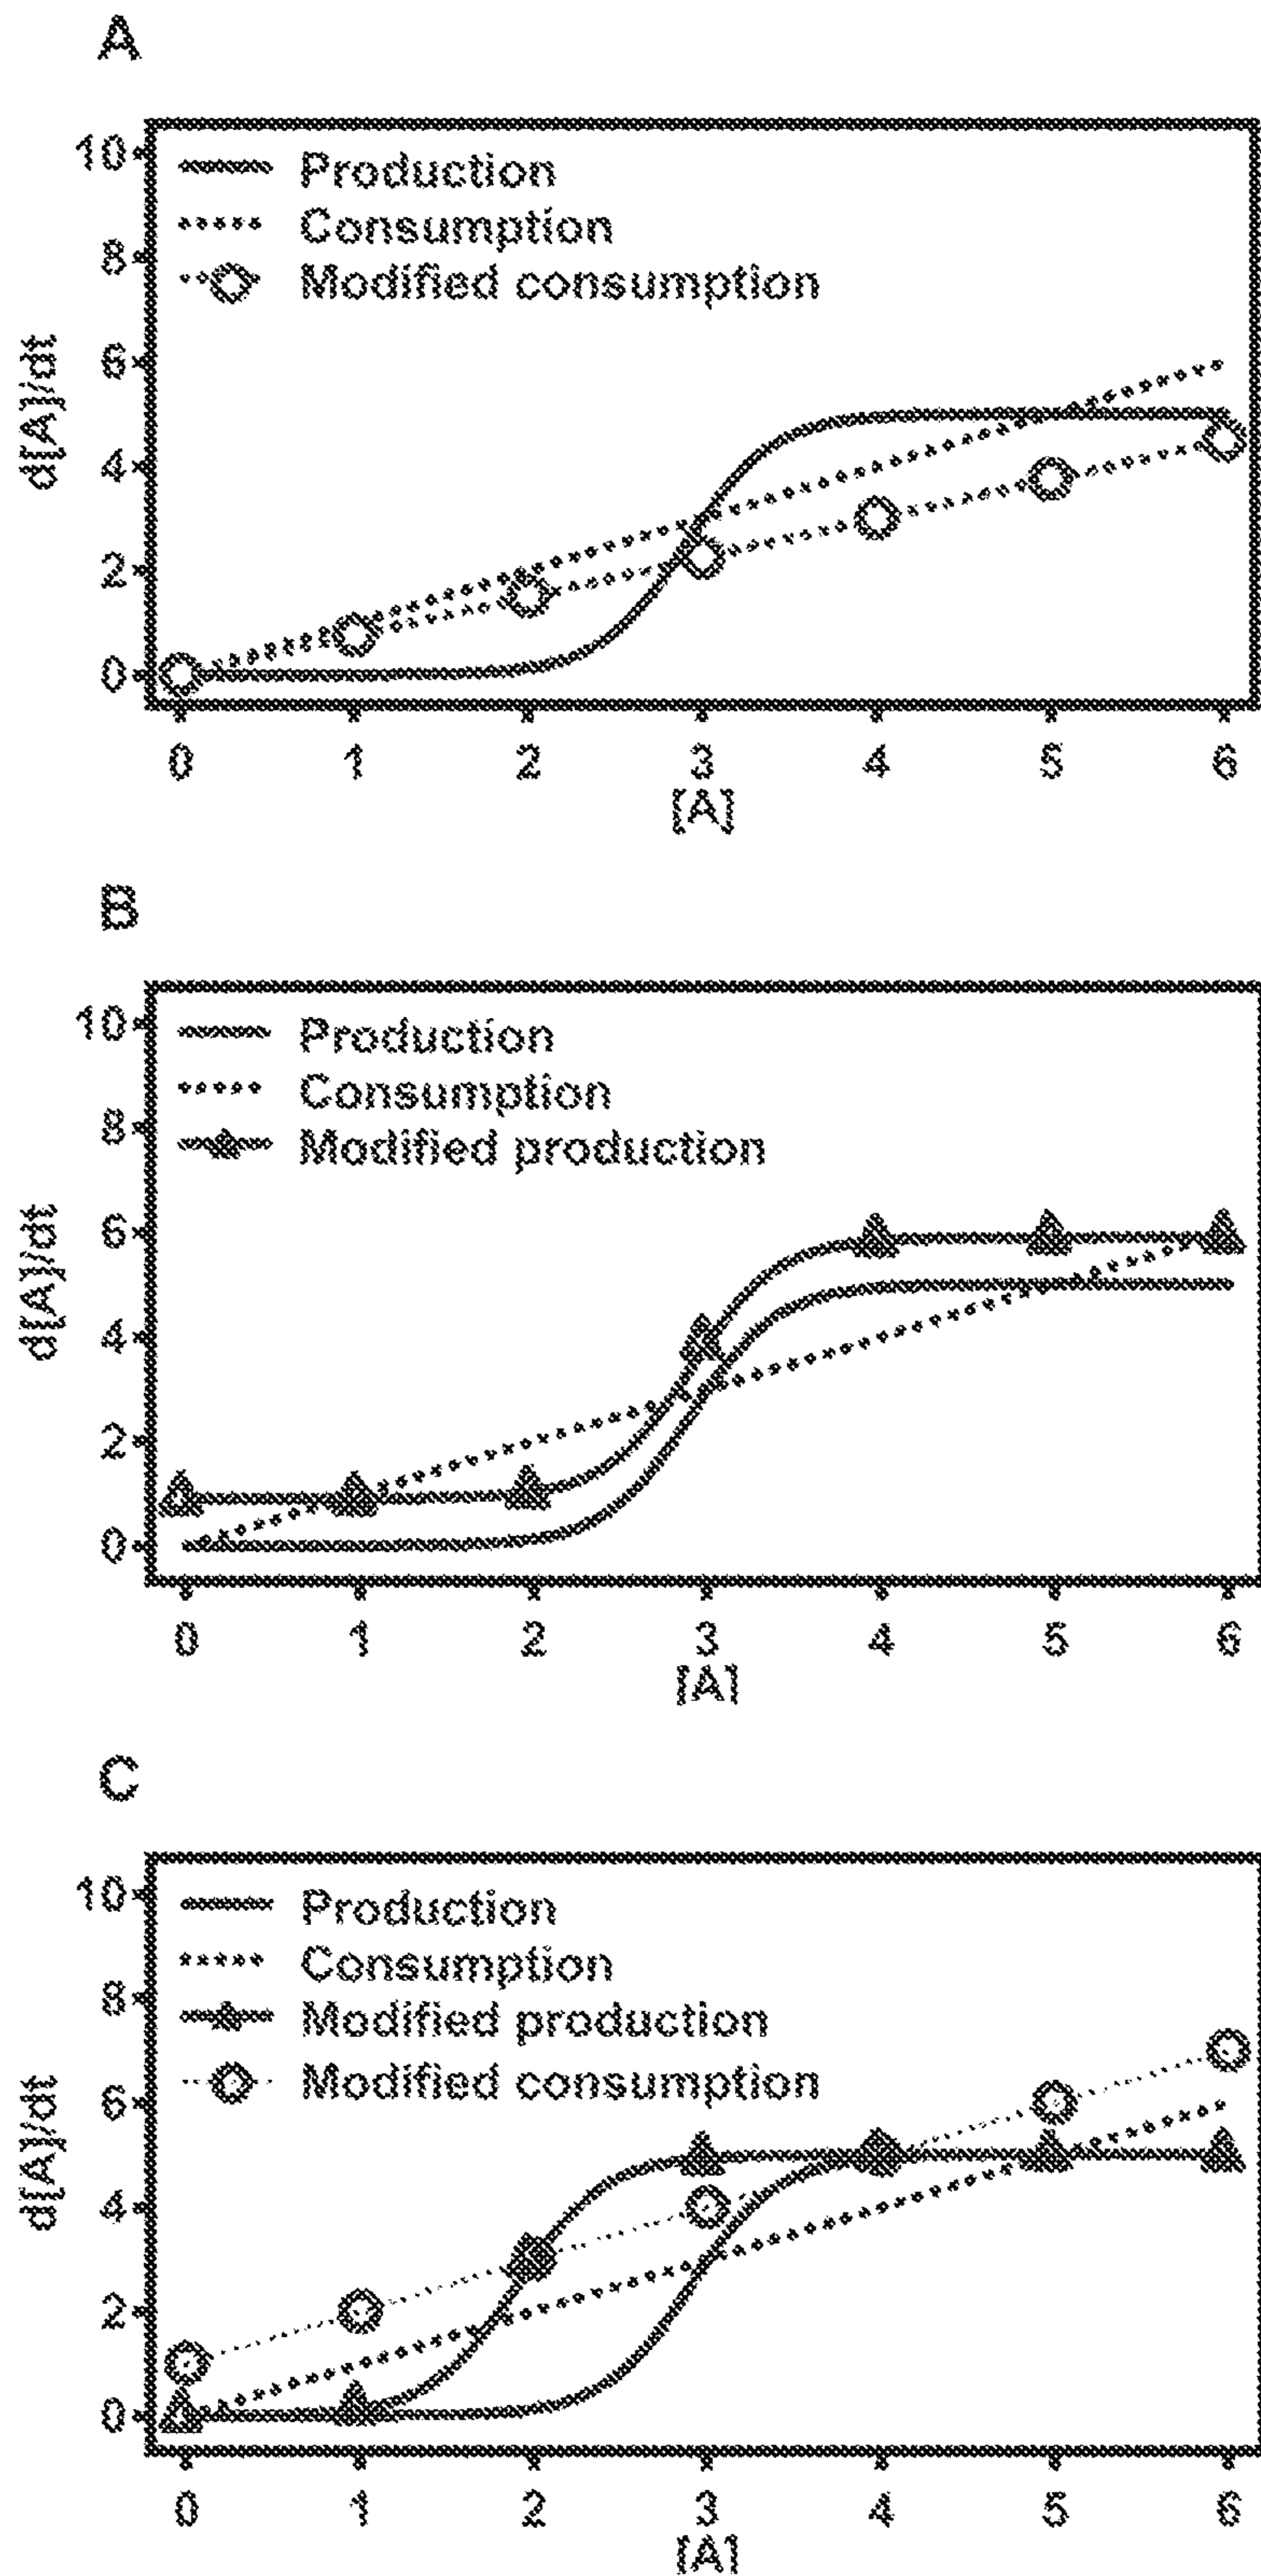 A
10
8
6
4
2
0
d[A]/dt
Production
Consumption
Modified consumption
0 1 2 3 4 5 6
[A]
B
10
8
6
4
2
0
d[A]/dt
Production
Consumption
Modified production
0 1 2 3 4 5 6
[A]
C
10
8
6
4
2
0
d[A]/dt
Production
Consumption
Modified production
Modified consumption
0 1 2 3 4 5 6
[A]